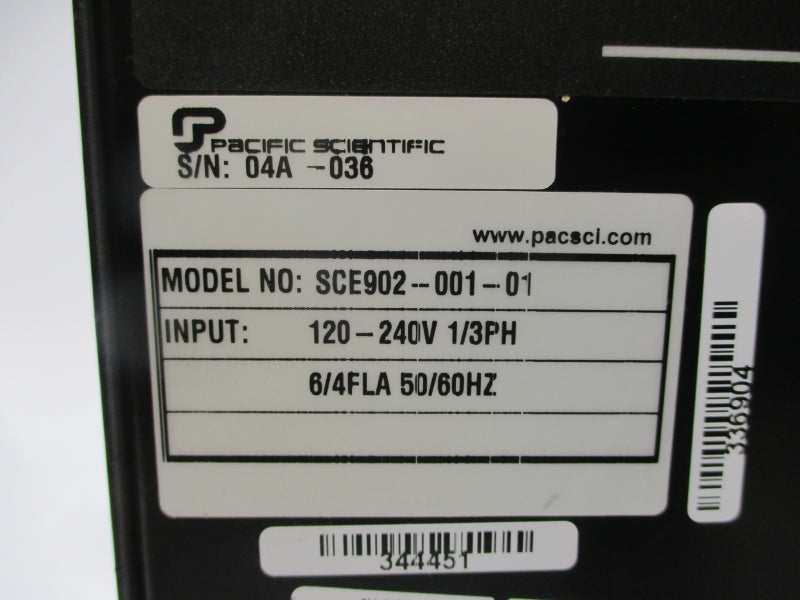 PACIFIC SCIENTIFIC
S/N: 04A -036
www.pacsci.com
MODEL NO: SCE902-001-01
INPUT: 120-240V 1/3PH
6/4FLA 50/60HZ
336904
344451